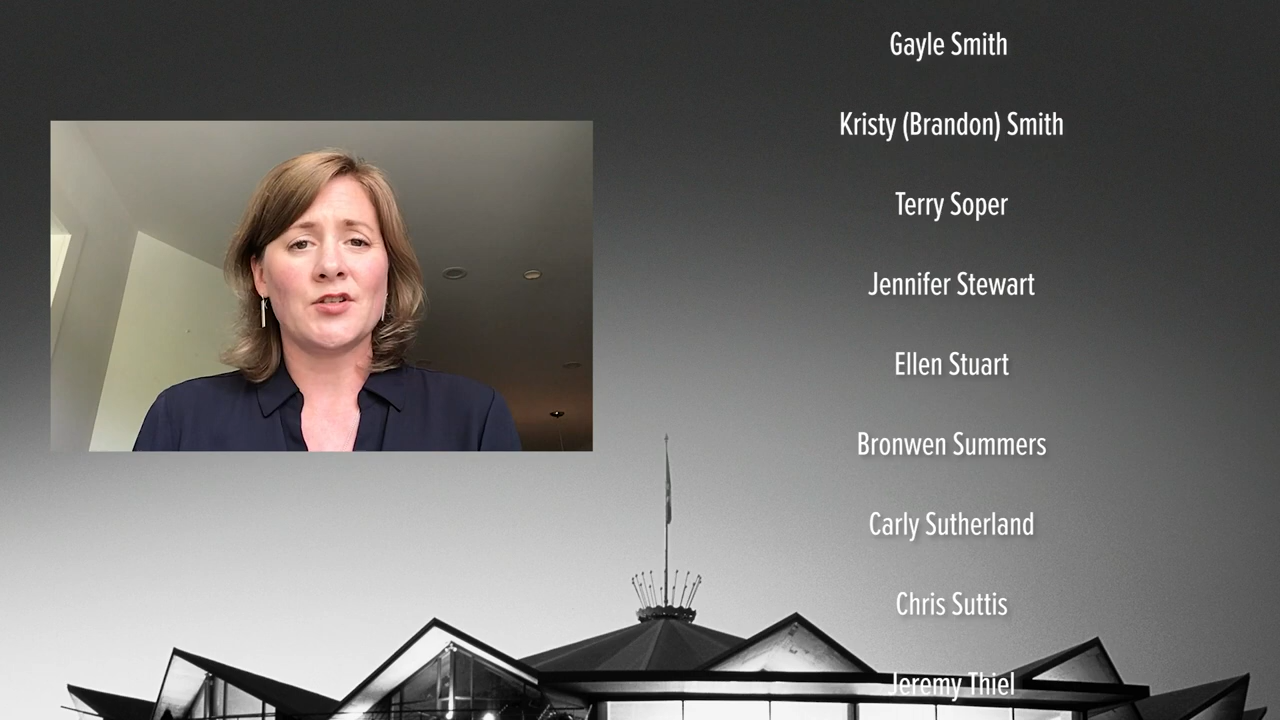 Gayle Smith
Kristy (Brandon) Smith
Terry Soper
Jennifer Stewart
Ellen Stuart
Bronwen Summers
Carly Sutherland
Chris Suttis
Jeremy Thiel